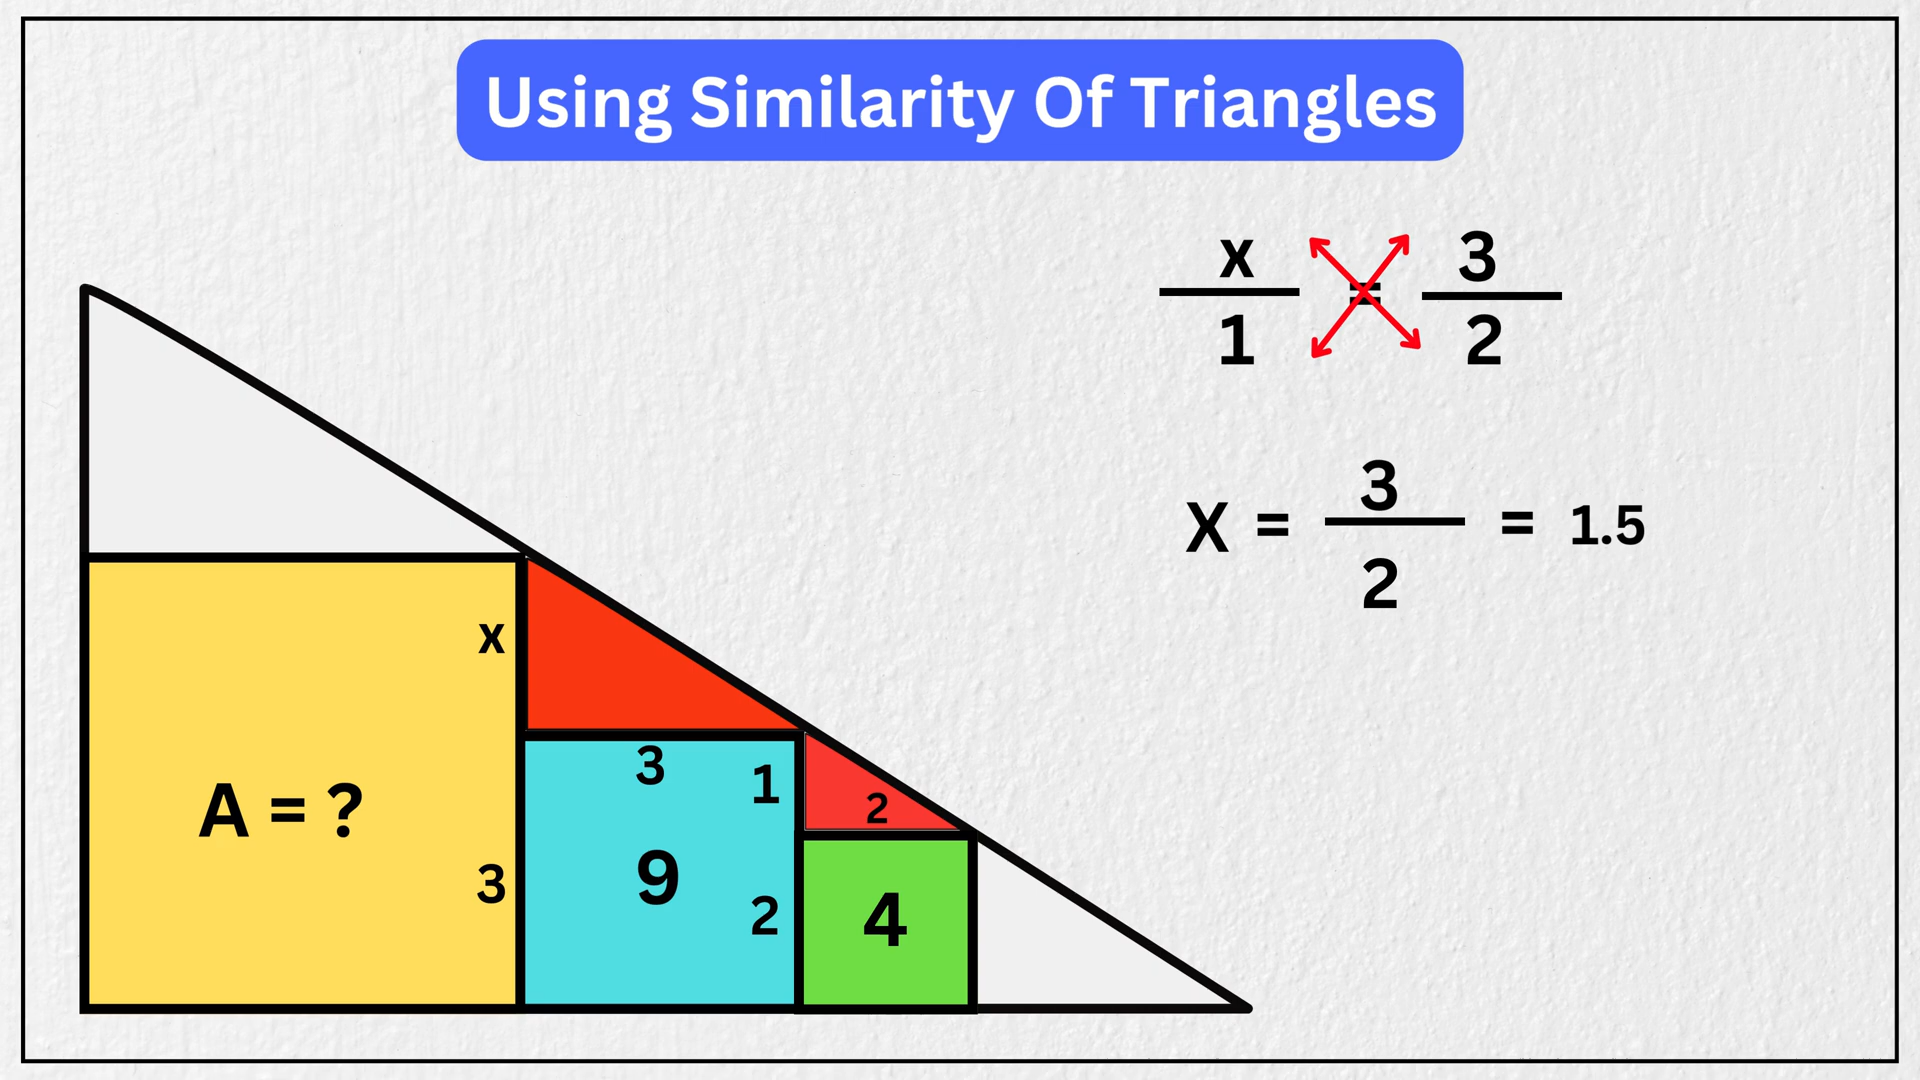 Using Similarity Of Triangles
x 3
= 
1 2
3
X = = 1.5
2
x
3 1
2
A = ?
3 9 2 4